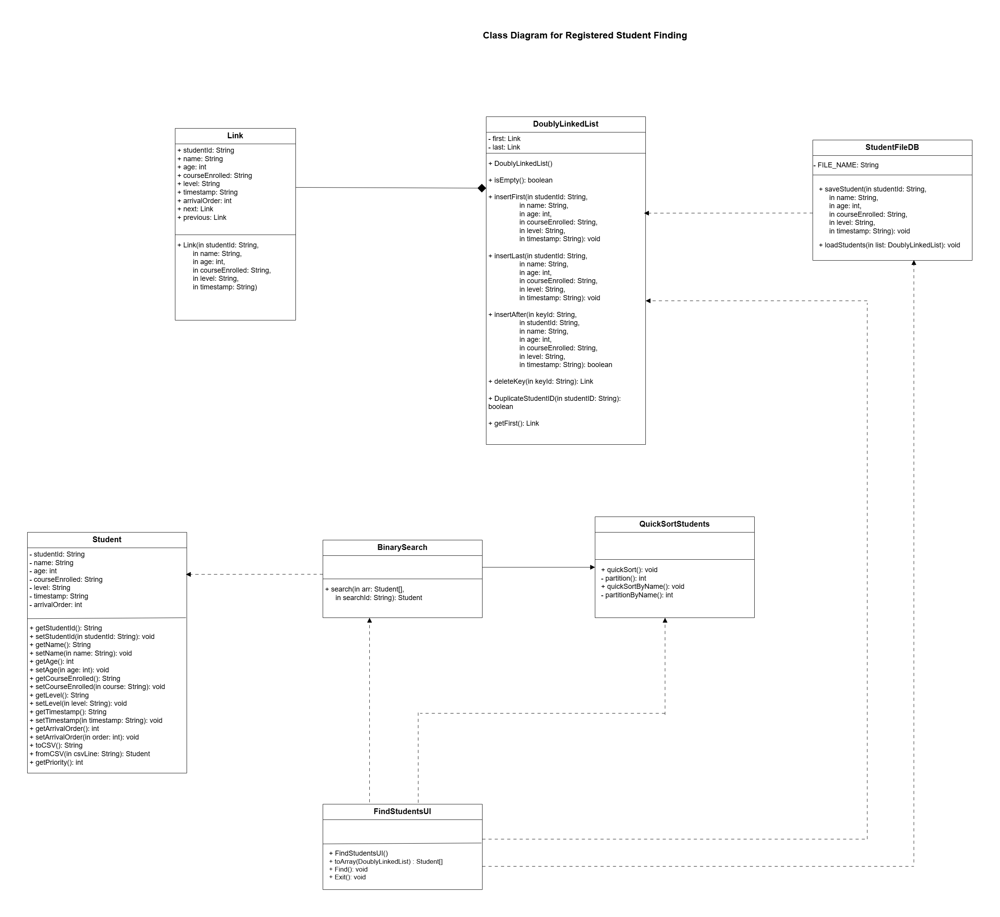 Class Diagram for Registered Student Finding
Link
+ studentId: String
+ name: String
+ age: int
+ courseEnrolled: String
+ level: String
+ timestamp: String
+ arrivalOrder: int
+ next: Link
+ previous: Link
+ Link(in studentId: String,
in name: String,
in age: int,
in courseEnrolled: String,
in level: String,
in timestamp: String)
DoublyLinkedList
- first: Link
- last: Link
+ DoublyLinkedList()
+ isEmpty(): boolean
+ insertFirst(in studentId: String,
in name: String,
in age: int,
in courseEnrolled: String,
in level: String,
in timestamp: String): void
+ insertLast(in studentId: String,
in name: String,
in age: int,
in courseEnrolled: String,
in level: String,
in timestamp: String): void
+ insertAfter(in keyId: String,
in studentId: String,
in name: String,
in age: int,
in courseEnrolled: String,
in level: String,
in timestamp: String): boolean
+ deleteKey(in keyId: String): Link
+ DuplicateStudentID(in studentID: String):
boolean
+ getFirst(): Link
StudentFileDB
- FILE_NAME: String
+ saveStudent(in studentId: String,
in name: String,
in age: int,
in courseEnrolled: String,
in level: String,
in timestamp: String): void
+ loadStudents(in list: DoublyLinkedList): void
Student
- studentId: String
- name: String
- age: int
- courseEnrolled: String
- level: String
- timestamp: String
- arrivalOrder: int
+ getStudentId(): String
+ setStudentId(in studentId: String): void
+ getName(): String
+ setName(in name: String): void
+ getAge(): int
+ setAge(in age: int): void
+ getCourseEnrolled(): String
+ setCourseEnrolled(in course: String): void
+ getLevel(): String
+ setLevel(in level: String): void
+ getTimestamp(): String
+ setTimestamp(in timestamp: String): void
+ getArrivalOrder(): int
+ setArrivalOrder(in order: int): void
+ toCSV(): String
+ fromCSV(in csvLine: String): Student
+ getPriority(): int
BinarySearch
+ search(in arr: Student[],
in searchId: String): Student
QuickSortStudents
+ quickSort(): void
- partition(): int
+ quickSortByName(): void
- partitionByName(): int
FindStudentsUI
+ FindStudentsUI()
+ toArray(DoublyLinkedList) : Student[]
+ Find(): void
+ Exit(): void